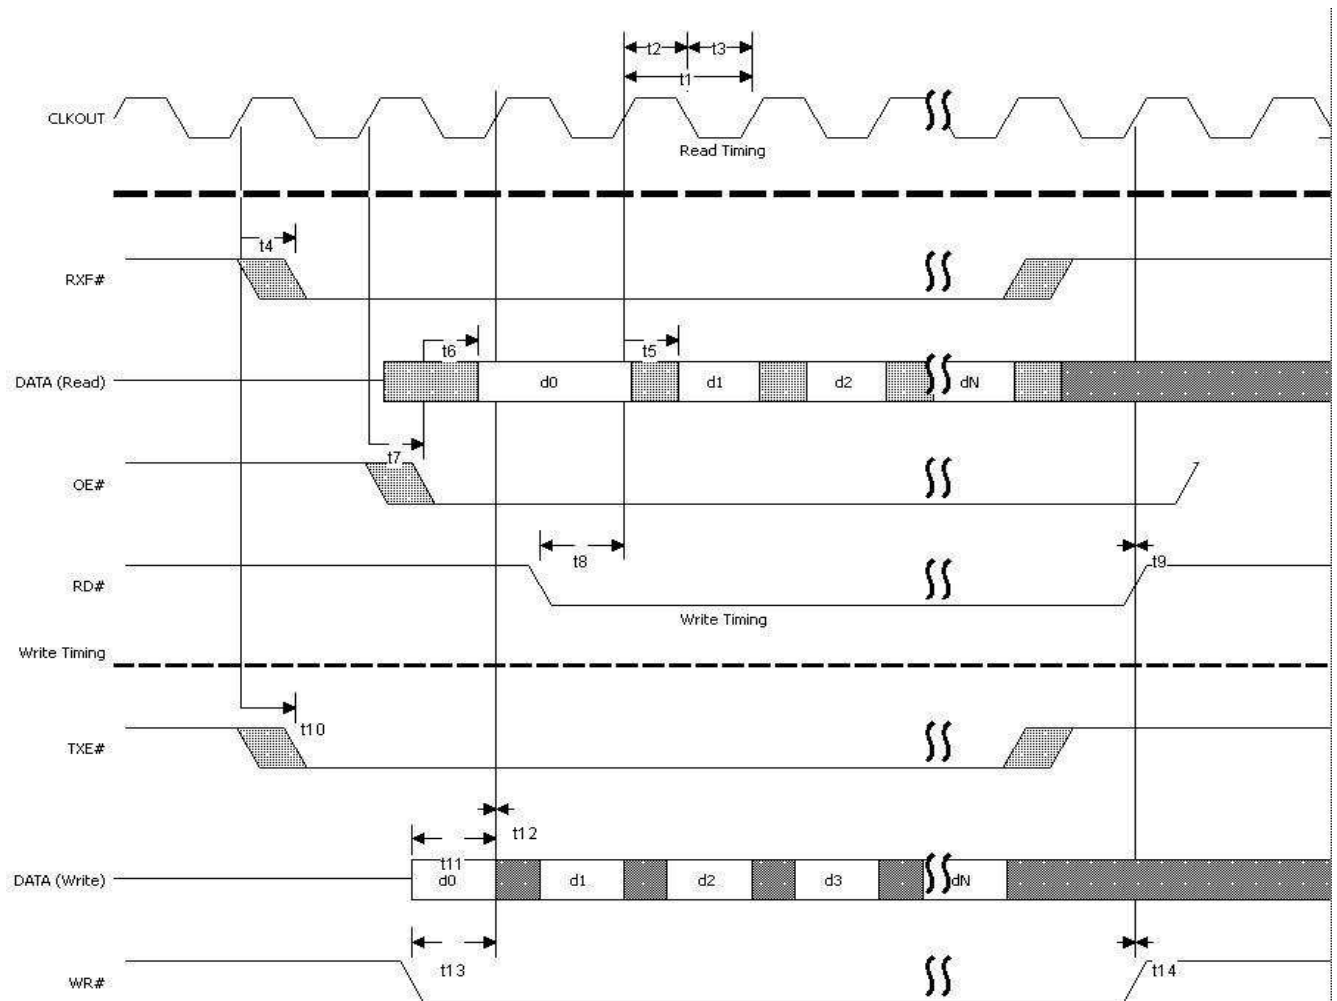 t2 t3
t1
CLKOUT
Read Timing
t4
RXF#
t6 t5
DATA (Read) d0 d1 d2 dN
t7
OE#
t8 t9
RD#
Write Timing
Write Timing
t10
TXE#
t12
t11
DATA (Write) d0 d1 d2 d3 dN
t13 t14
WR#